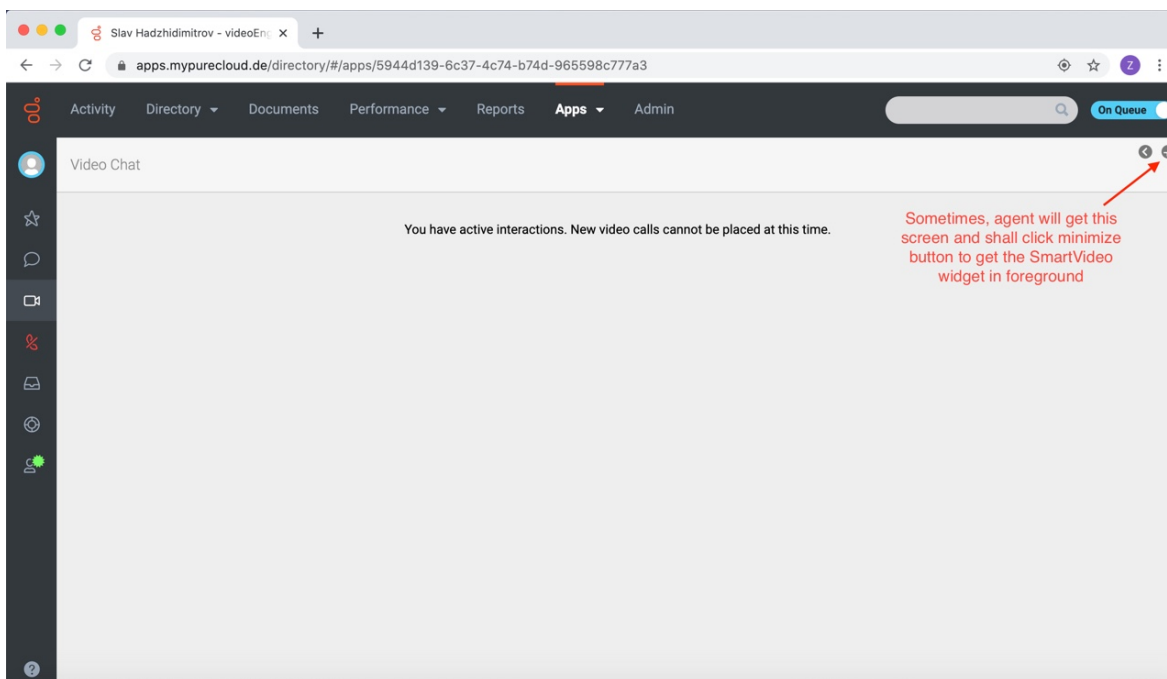 Slav Hadzhidimitrov - videoEng
apps.mypurecloud.de/directory/#/apps/5944d139-6c37-4c74-b74d-965598c777a3
Z
Activity Directory Documents Performance Reports Apps Admin
On Queue
Video Chat
You have active interactions. New video calls cannot be placed at this time.
Sometimes, agent will get this
screen and shall click minimize
button to get the SmartVideo
widget in foreground